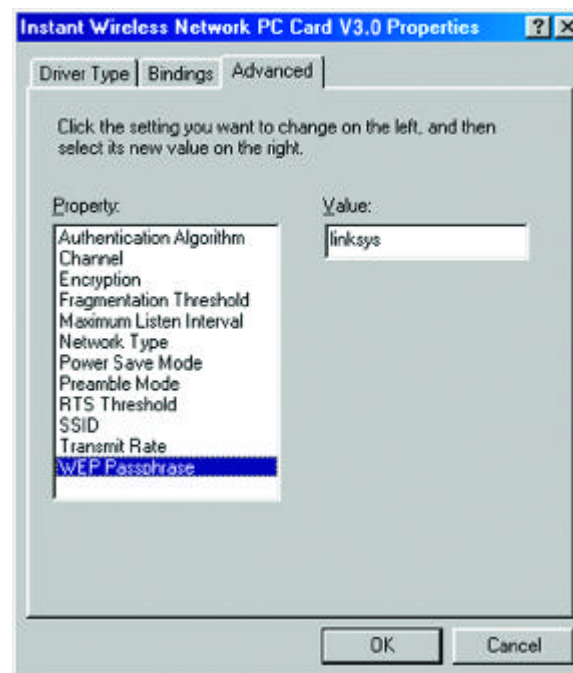 Instant Wireless Network PC Card V3.0 Properties
Driver Type
Bindings
Advanced
Click the setting you want to change on the left, and then
select its new value on the right.
Property:
Value:
Authentication Algorithm
linksys
Channel
Encryption
Fragmentation Threshold
Maximum Listen Interval
Network Type
Power Save Mode
Preamble Mode
RTS Threshold
SSID
Transmit Rate
WEP Passphrase
OK
Cancel